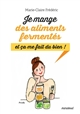 Marie-Claire Frédéric
Je mange
des aliments
fermentés
et ça me fait du bien !